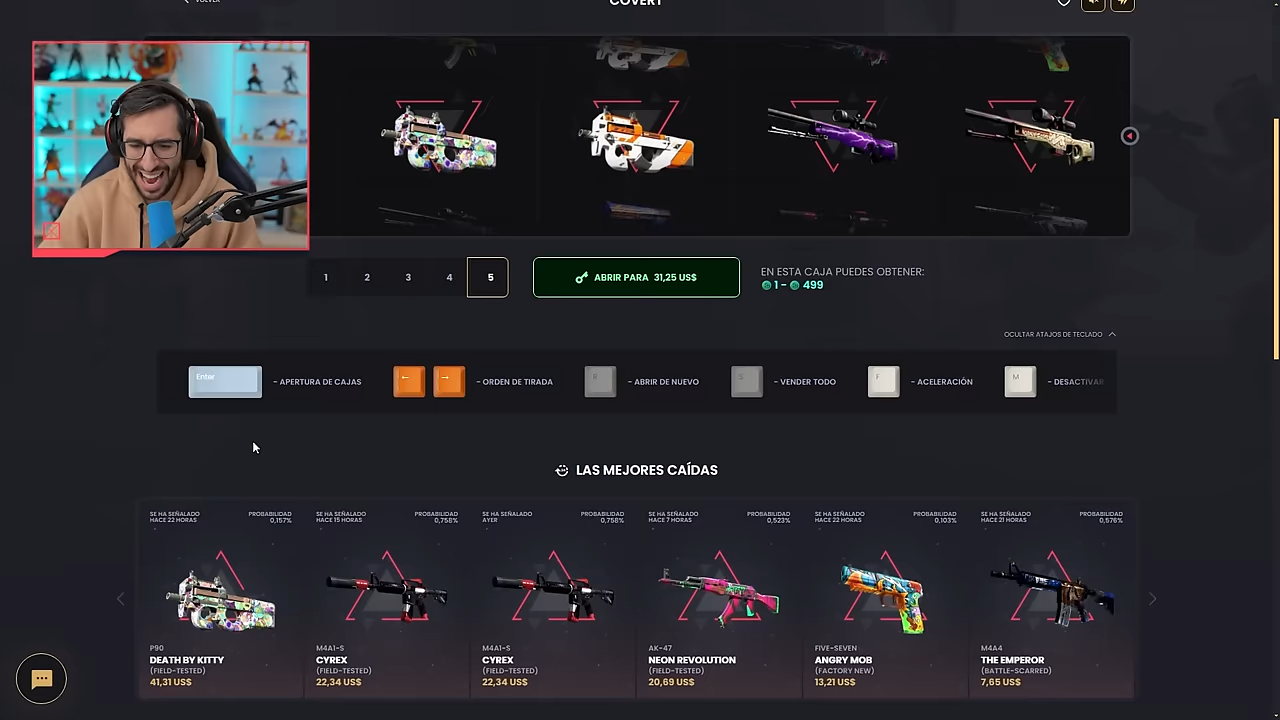 VOLVER
COVERT
1 2 3 4 5
ABRIR PARA 31,25 US$
EN ESTA CAJA PUEDES OBTENER:
1 - 499
OCULTAR ATAJOS DE TECLADO
Enter
- APERTURA DE CAJAS
- ORDEN DE TIRADA
R
- ABRIR DE NUEVO
S
- VENDER TODO
F
- ACELERACIÓN
M
- DESACTIVAR
LAS MEJORES CAÍDAS
SE HA SEÑALADO
HACE 22 HORAS
PROBABILIDAD
0,157%
P90
DEATH BY KITTY
(FIELD-TESTED)
41,31 US$
SE HA SEÑALADO
HACE 15 HORAS
PROBABILIDAD
0,758%
M4A1-S
CYREX
(FIELD-TESTED)
22,34 US$
SE HA SEÑALADO
AYER
PROBABILIDAD
0,758%
M4A1-S
CYREX
(FIELD-TESTED)
22,34 US$
SE HA SEÑALADO
HACE 7 HORAS
PROBABILIDAD
0,523%
AK-47
NEON REVOLUTION
(FIELD-TESTED)
20,69 US$
SE HA SEÑALADO
HACE 22 HORAS
PROBABILIDAD
0,103%
FIVE-SEVEN
ANGRY MOB
(FACTORY NEW)
13,21 US$
SE HA SEÑALADO
HACE 21 HORAS
PROBABILIDAD
0,576%
M4A4
THE EMPEROR
(BATTLE-SCARRED)
7,65 US$